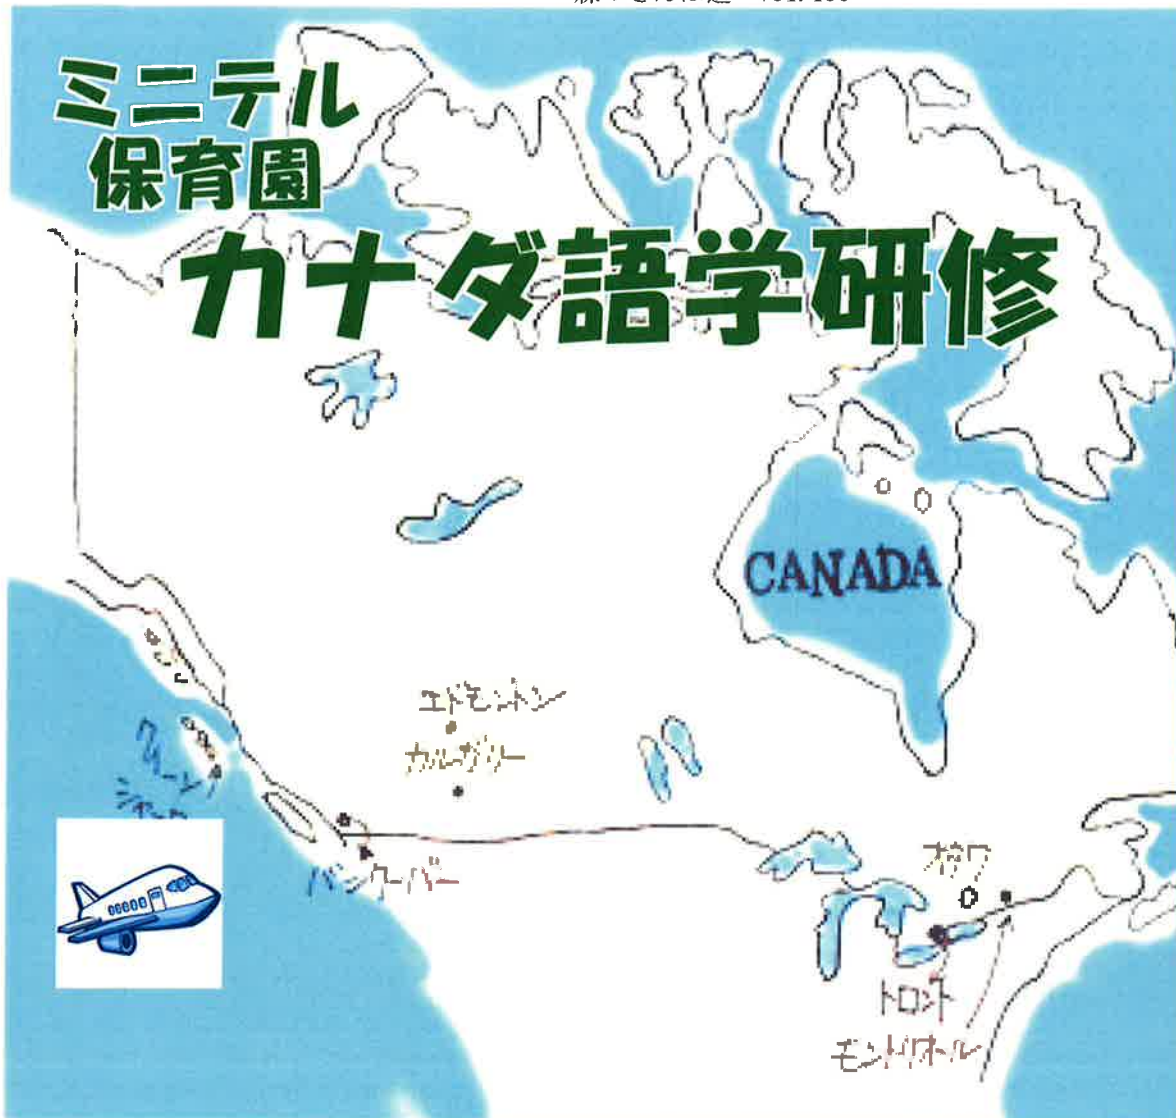 ミニテル
保育園
カナダ語学研修
CANADA
エドモントン
カルガリー
バンクーバー
オタワ
トロント
モントリオール